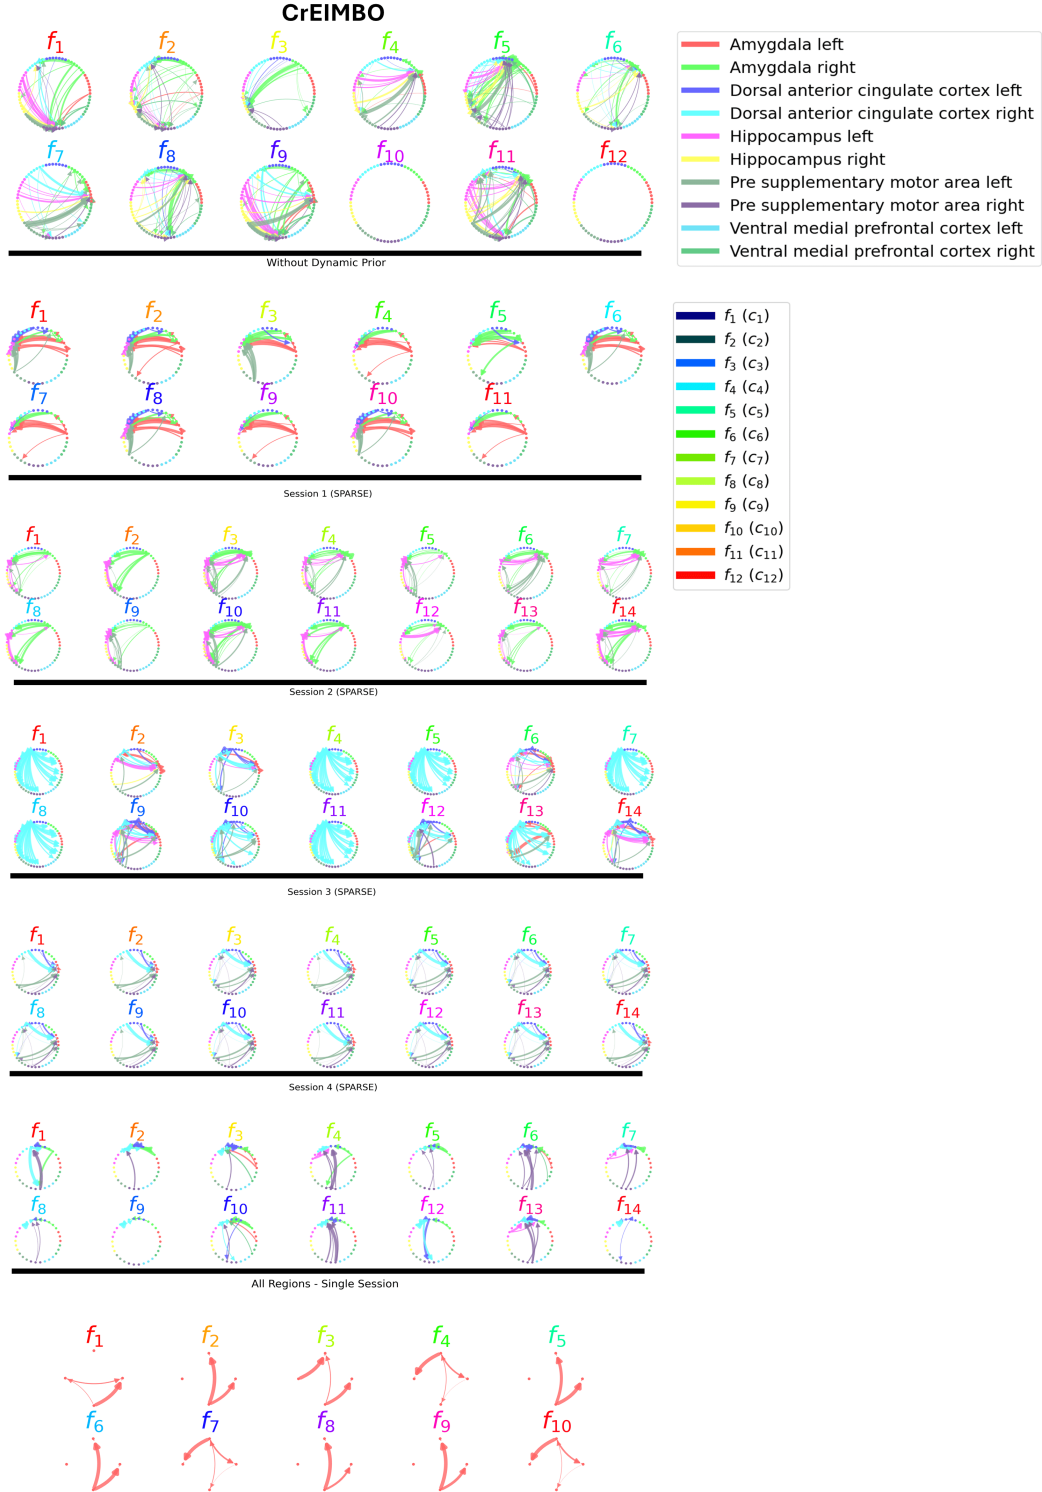 CrEIMBO
f1 f2 f3 f4 f5 f6
f7 f8 f9 f10 f11 f12
Without Dynamic Prior
Amygdala left
Amygdala right
Dorsal anterior cingulate cortex left
Dorsal anterior cingulate cortex right
Hippocampus left
Hippocampus right
Pre supplementary motor area left
Pre supplementary motor area right
Ventral medial prefrontal cortex left
Ventral medial prefrontal cortex right
f1 f2 f3 f4 f5 f6
f7 f8 f9 f10 f11
Session 1 (SPARSE)
f1 (c1)
f2 (c2)
f3 (c3)
f4 (c4)
f5 (c5)
f6 (c6)
f7 (c7)
f8 (c8)
f9 (c9)
f10 (c10)
f11 (c11)
f12 (c12)
f1 f2 f3 f4 f5 f6 f7
f8 f9 f10 f11 f12 f13 f14
Session 2 (SPARSE)
f1 f2 f3 f4 f5 f6 f7
f8 f9 f10 f11 f12 f13 f14
Session 3 (SPARSE)
f1 f2 f3 f4 f5 f6 f7
f8 f9 f10 f11 f12 f13 f14
Session 4 (SPARSE)
f1 f2 f3 f4 f5 f6 f7
f8 f9 f10 f11 f12 f13 f14
All Regions - Single Session
f1 f2 f3 f4 f5
f6 f7 f8 f9 f10